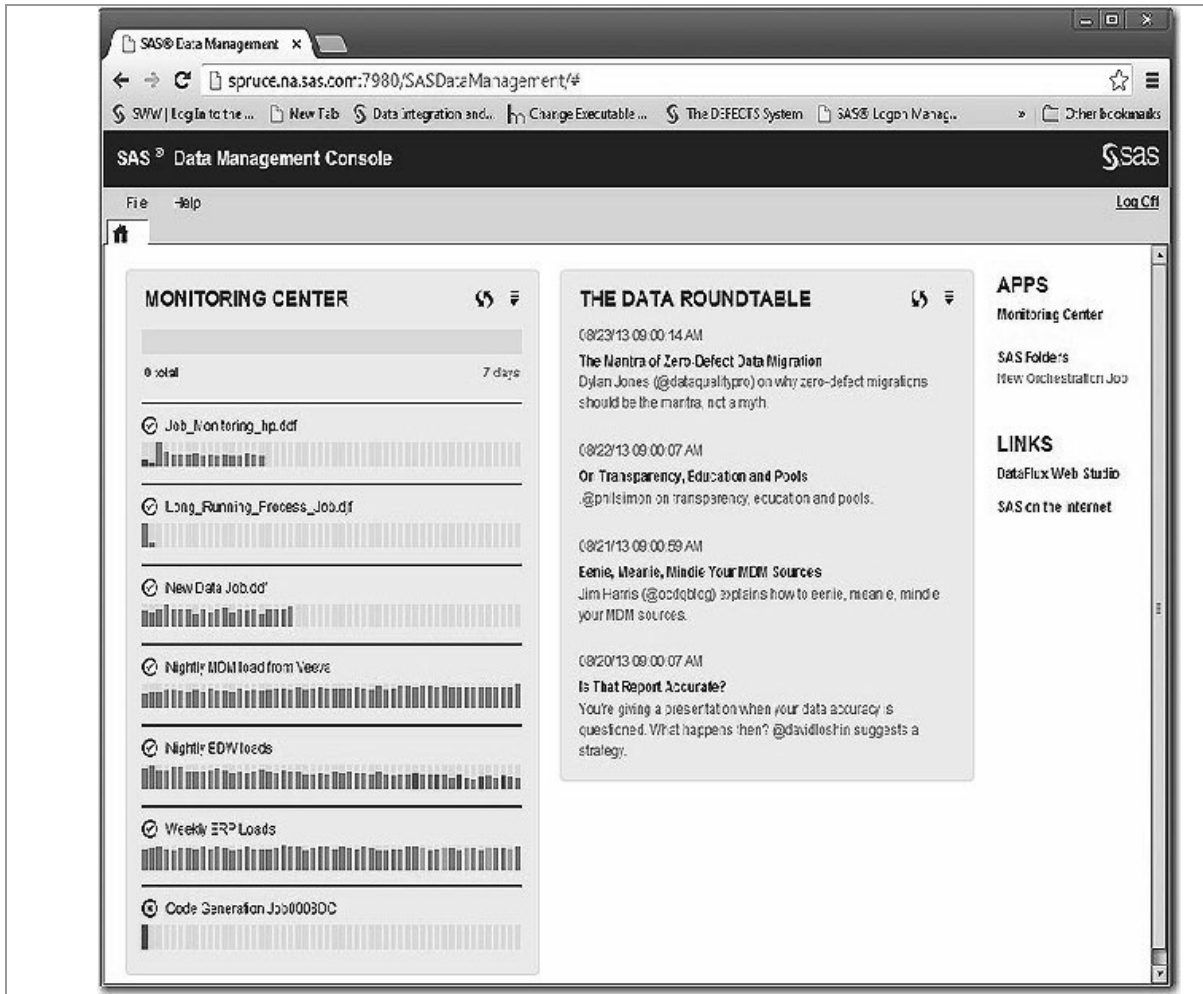 SAS® Data Management
spruce.na.sas.com:7980/SASDataManagement/#
SWW | Log In to the ... New Tab Data integration and... Change Executable ... The DEFECTS System SAS® Logon Manag... » Other bookmarks
SAS® Data Management Console
sas
File Help Log Off
MONITORING CENTER
0 total 7 days
Job_Monitoring_hp.ddf
Long_Running_Process_Job.djf
New Data Job.ddf
Nightly MDM load from Veeva
Nightly EDW loads
Weekly ERP Loads
Code Generation
THE DATA ROUNDTABLE
08/23/13 09:00:14 AM
The Mantra of Zero-Defect Data Migration
Dylan Jones (@dataqualitypro) on why zero-defect migrations
should be the mantra, not a myth.
08/22/13 09:00:07 AM
On Transparency, Education and Pools
.@philsimon on transparency, education and pools.
08/21/13 09:00:59 AM
Eenie, Meanie, Mindie Your MDM Sources
Jim Harris (@ocdqblog) explains how to eenie, meanie, mindie
your MDM sources.
08/20/13 09:00:07 AM
Is That Report Accurate?
You're giving a presentation when your data accuracy is
questioned. What happens then? @davidloshin suggests a
strategy.
APPS
Monitoring Center
SAS Folders
New Orchestration Job
LINKS
DataFlux Web Studio
SAS on the Internet